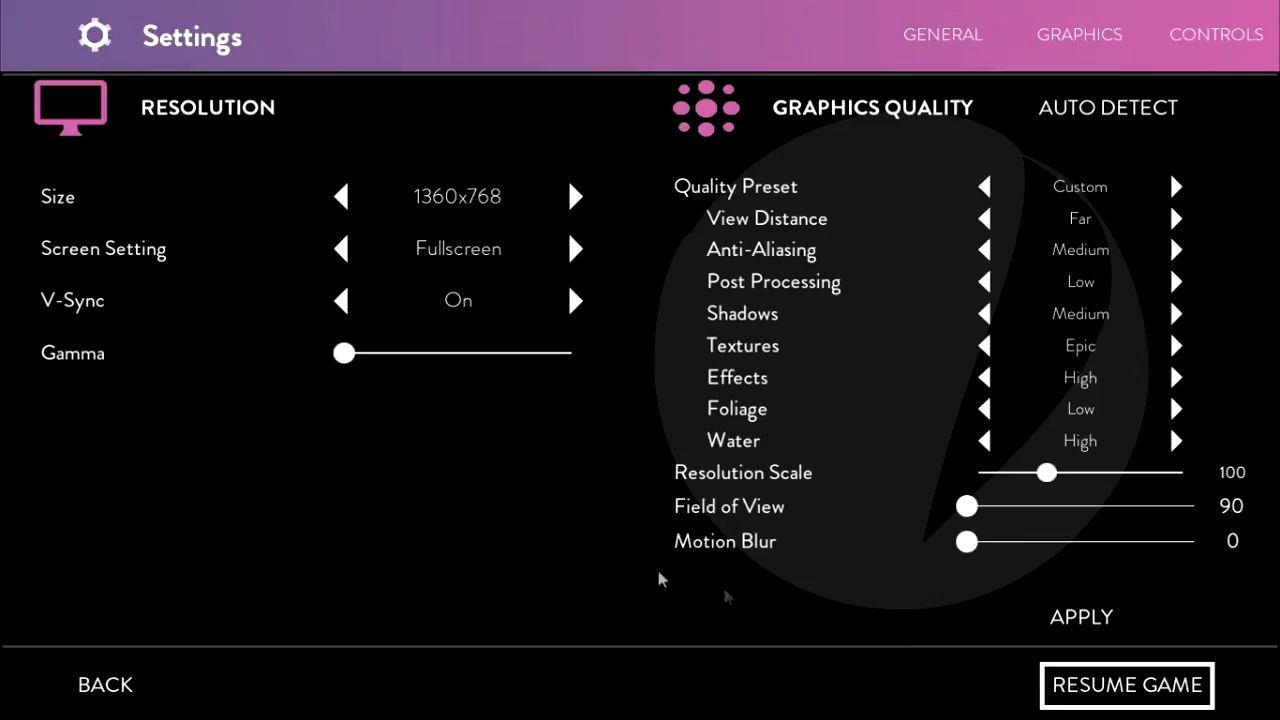 Settings
GENERAL GRAPHICS CONTROLS
RESOLUTION
Size 1360x768
Screen Setting Fullscreen
V-Sync On
Gamma
GRAPHICS QUALITY AUTO DETECT
Quality Preset Custom
View Distance Far
Anti-Aliasing Medium
Post Processing Low
Shadows Medium
Textures Epic
Effects High
Foliage Low
Water High
Resolution Scale 100
Field of View 90
Motion Blur 0
APPLY
BACK
RESUME GAME